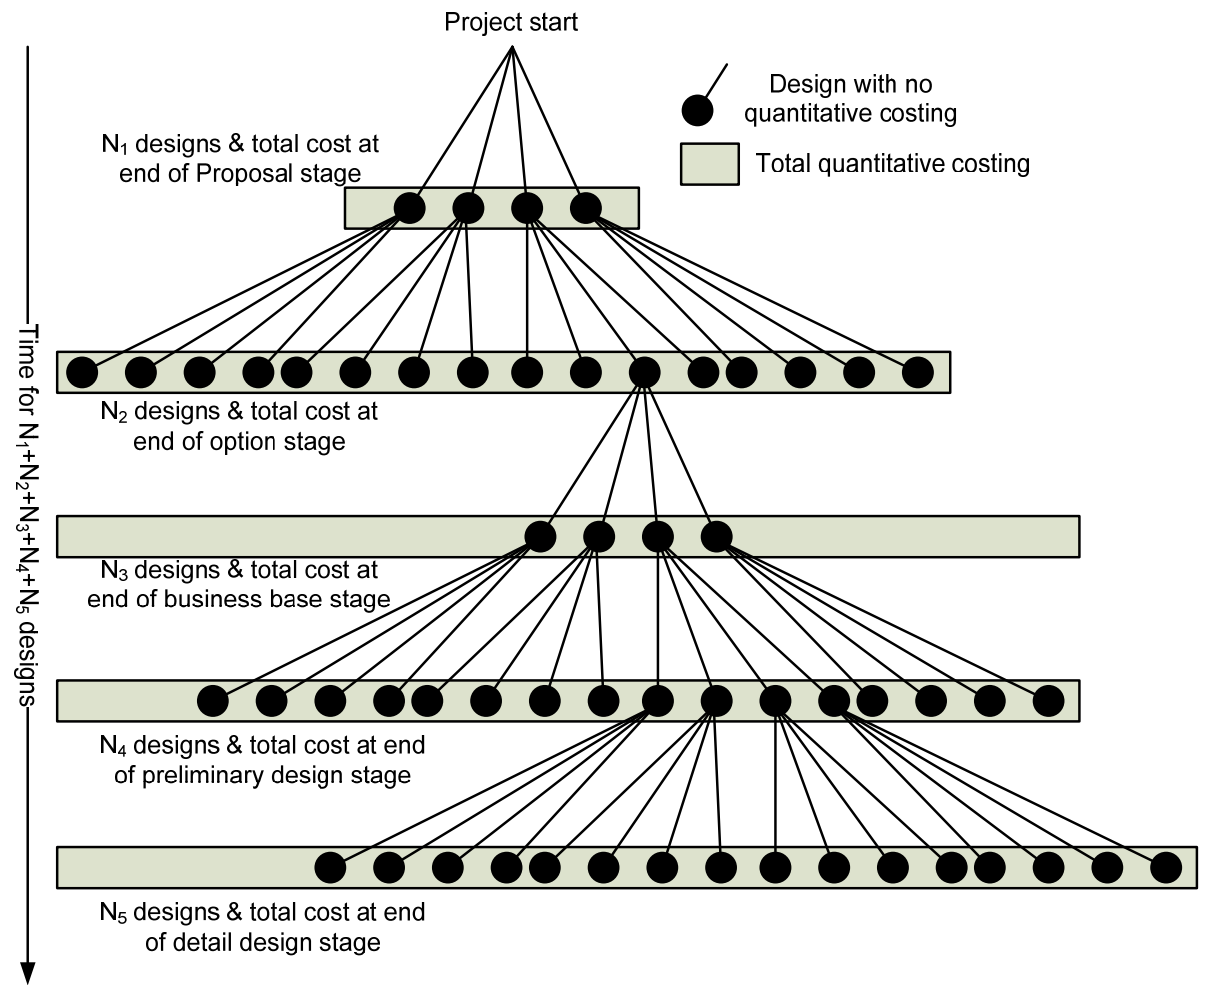 Project start
Design with no
quantitative costing
Total quantitative costing
N1 designs & total cost at
end of Proposal stage
N2 designs & total cost at
end of option stage
N3 designs & total cost at
end of business base stage
N4 designs & total cost at end
of preliminary design stage
N5 designs & total cost at end
of detail design stage
Time for N1+N2+N3+N4+N5 designs